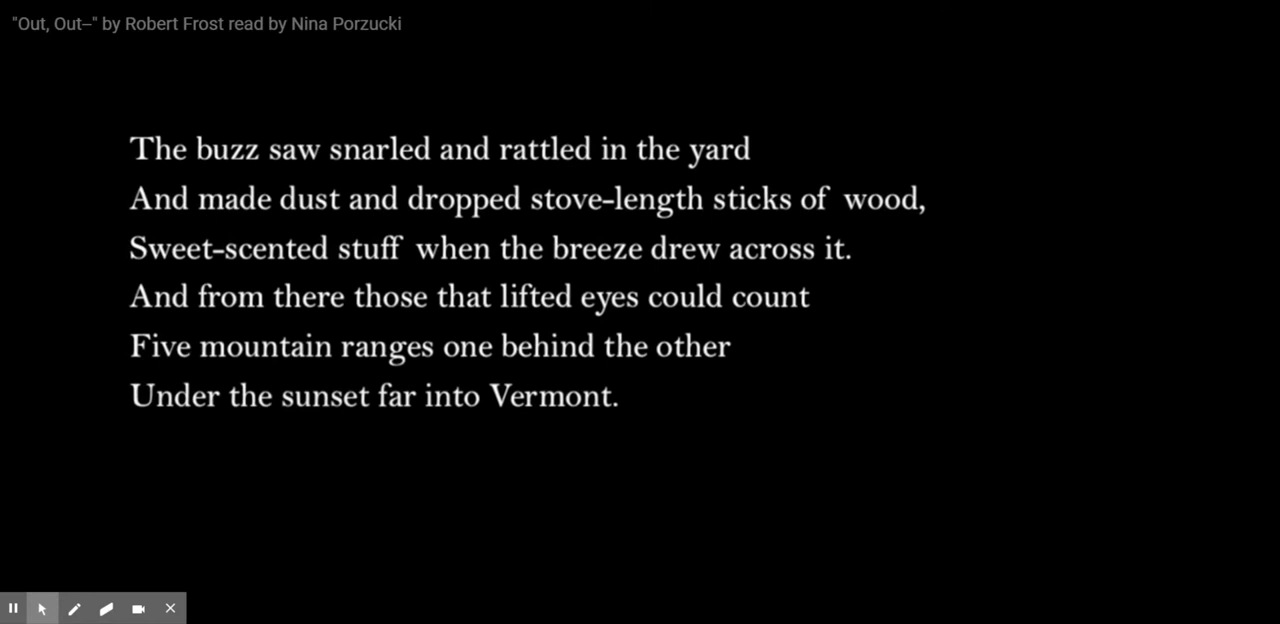 "Out, Out–" by Robert Frost read by Nina Porzucki
The buzz saw snarled and rattled in the yard
And made dust and dropped stove-length sticks of wood,
Sweet-scented stuff when the breeze drew across it.
And from there those that lifted eyes could count
Five mountain ranges one behind the other
Under the sunset far into Vermont.